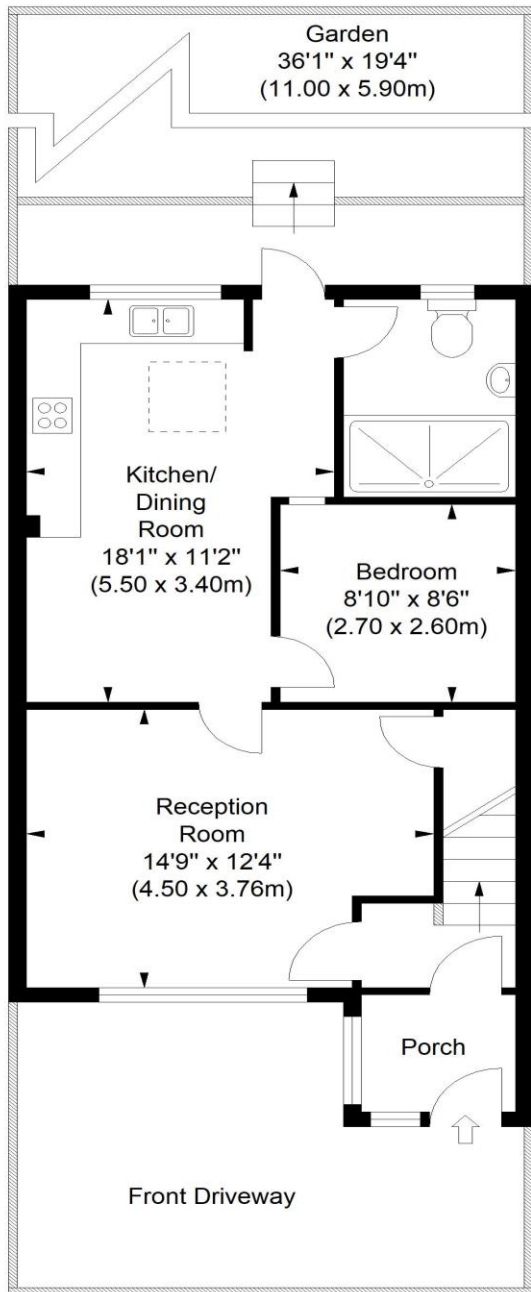 Garden
36'1" x 19'4"
(11.00 x 5.90m)
Kitchen/
Dining
Room
18'1" x 11'2"
(5.50 x 3.40m)
Bedroom
8'10" x 8'6"
(2.70 x 2.60m)
Reception
Room
14'9" x 12'4"
(4.50 x 3.76m)
Porch
Front Driveway